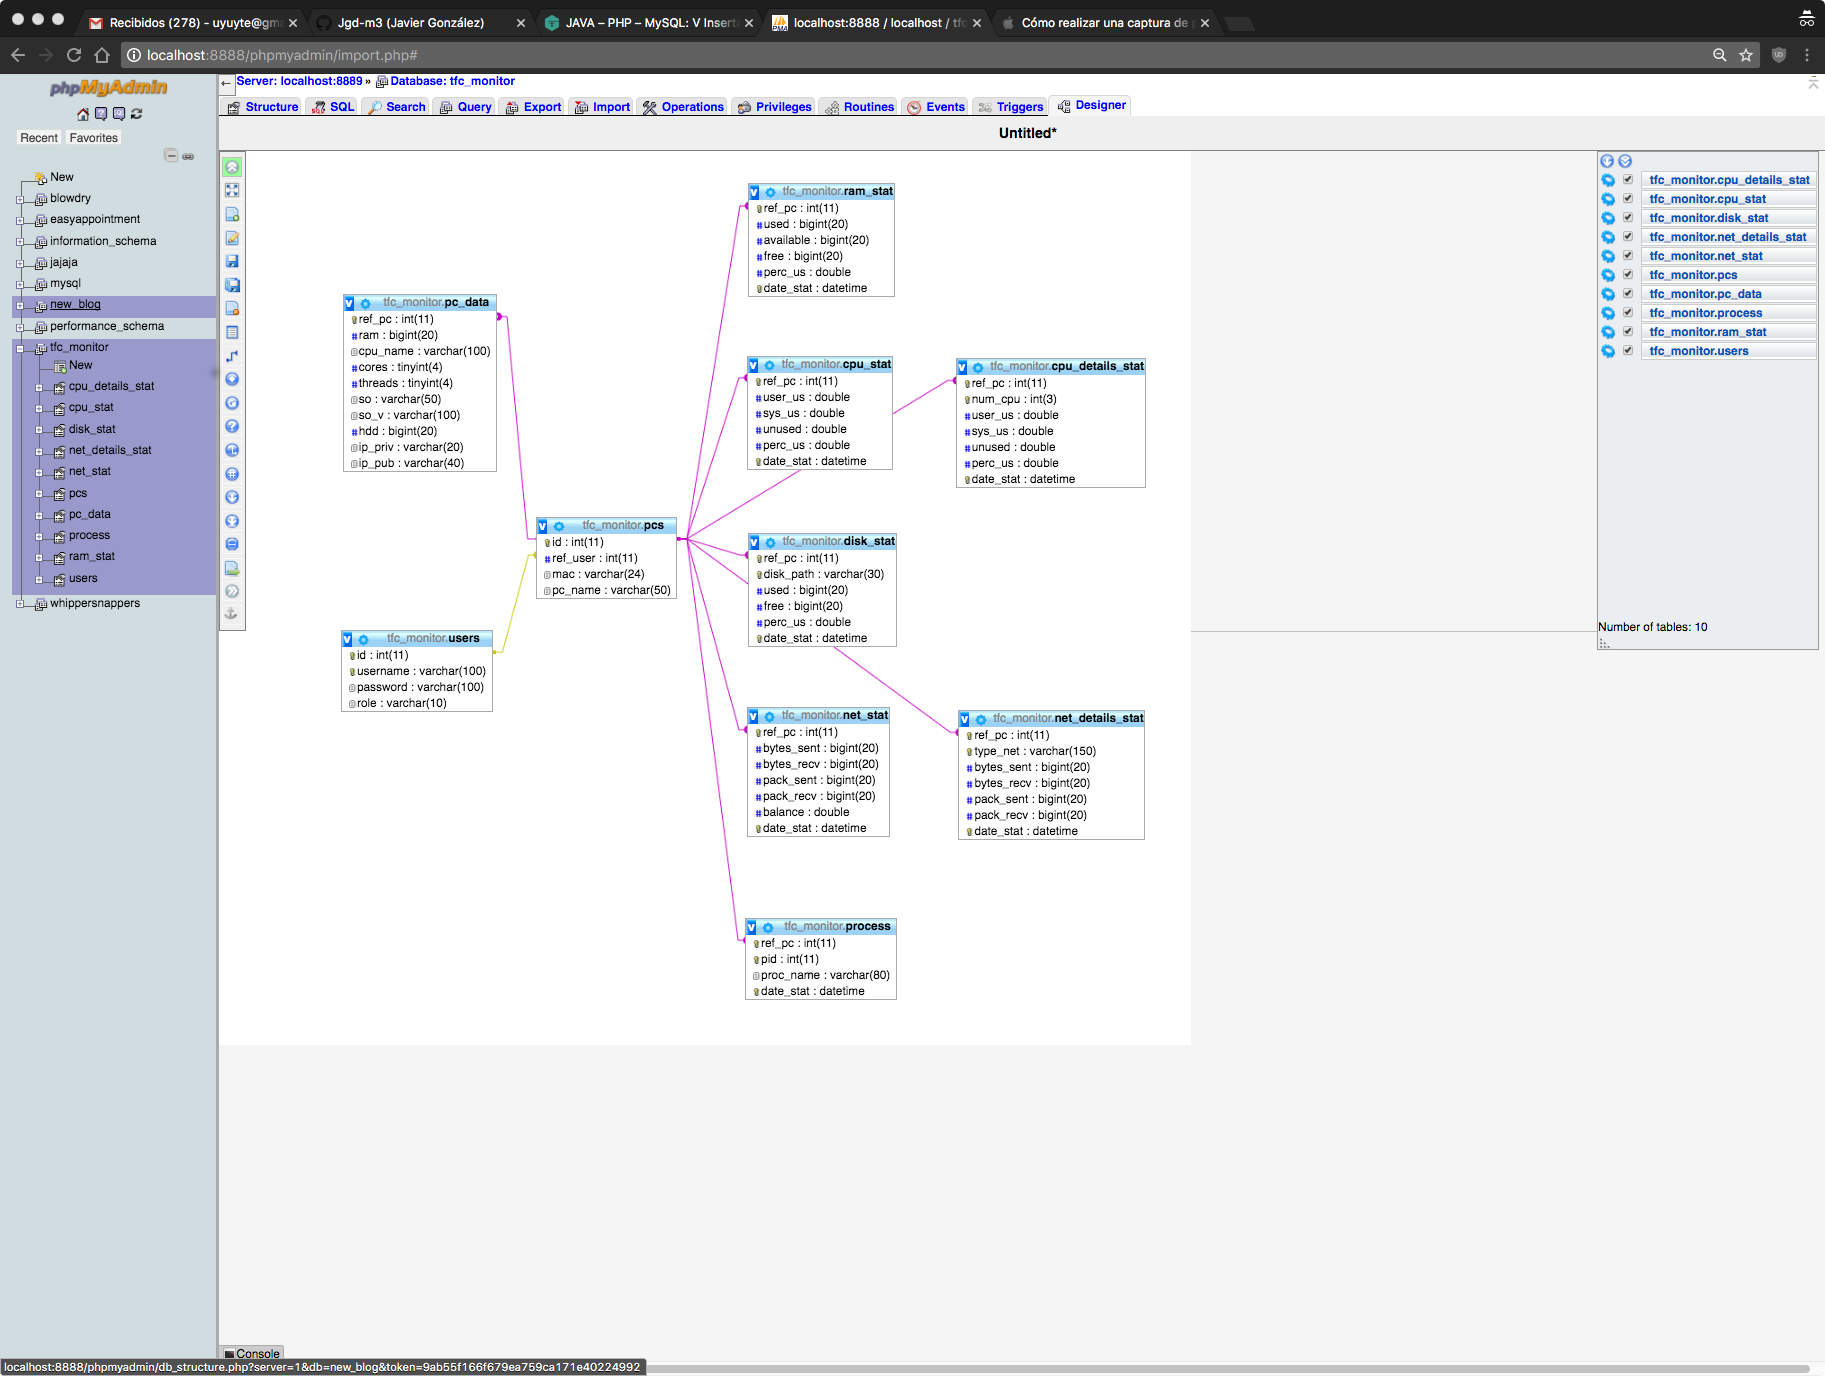 Recibidos (278) - uyuyte@gm
Jgd-m3 (Javier González)
JAVA – PHP – MySQL: V Insert
localhost:8888 / localhost / tfc
Cómo realizar una captura de
localhost:8888/phpmyadmin/import.php#
phpMyAdmin
Recent Favorites
New
blowdry
easyappointment
information_schema
jajaja
mysql
new_blog
performance_schema
tfc_monitor
New
cpu_details_stat
cpu_stat
disk_stat
net_details_stat
net_stat
pcs
pc_data
process
ram_stat
users
whippersnappers
Server: localhost:8889 » Database: tfc_monitor
Structure SQL Search Query Export Import Operations Privileges Routines Events Triggers Designer
Untitled*
tfc_monitor.ram_stat
ref_pc : int(11)
used : bigint(20)
available : bigint(20)
free : bigint(20)
perc_us : double
date_stat : datetime
tfc_monitor.pc_data
ref_pc : int(11)
ram : bigint(20)
cpu_name : varchar(100)
cores : tinyint(4)
threads : tinyint(4)
so : varchar(50)
so_v : varchar(100)
hdd : bigint(20)
ip_priv : varchar(20)
ip_pub : varchar(40)
tfc_monitor.cpu_stat
ref_pc : int(11)
user_us : double
sys_us : double
unused : double
perc_us : double
date_stat : datetime
tfc_monitor.cpu_details_stat
ref_pc : int(11)
num_cpu : int(3)
user_us : double
sys_us : double
unused : double
perc_us : double
date_stat : datetime
tfc_monitor.pcs
id : int(11)
ref_user : int(11)
mac : varchar(24)
pc_name : varchar(50)
tfc_monitor.disk_stat
ref_pc : int(11)
disk_path : varchar(30)
used : bigint(20)
free : bigint(20)
perc_us : double
date_stat : datetime
tfc_monitor.users
id : int(11)
username : varchar(100)
password : varchar(100)
role : varchar(10)
tfc_monitor.net_stat
ref_pc : int(11)
bytes_sent : bigint(20)
bytes_recv : bigint(20)
pack_sent : bigint(20)
pack_recv : bigint(20)
balance : double
date_stat : datetime
tfc_monitor.net_details_stat
ref_pc : int(11)
type_net : varchar(150)
bytes_sent : bigint(20)
bytes_recv : bigint(20)
pack_sent : bigint(20)
pack_recv : bigint(20)
date_stat : datetime
tfc_monitor.process
ref_pc : int(11)
pid : int(11)
proc_name : varchar(80)
date_stat : datetime
tfc_monitor.cpu_details_stat
tfc_monitor.cpu_stat
tfc_monitor.disk_stat
tfc_monitor.net_details_stat
tfc_monitor.net_stat
tfc_monitor.pcs
tfc_monitor.pc_data
tfc_monitor.process
tfc_monitor.ram_stat
tfc_monitor.users
Number of tables: 10
Console
localhost:8888/phpmyadmin/db_structure.php?server=1&db=new_blog&token=9ab55f166f679ea759ca171e40224992